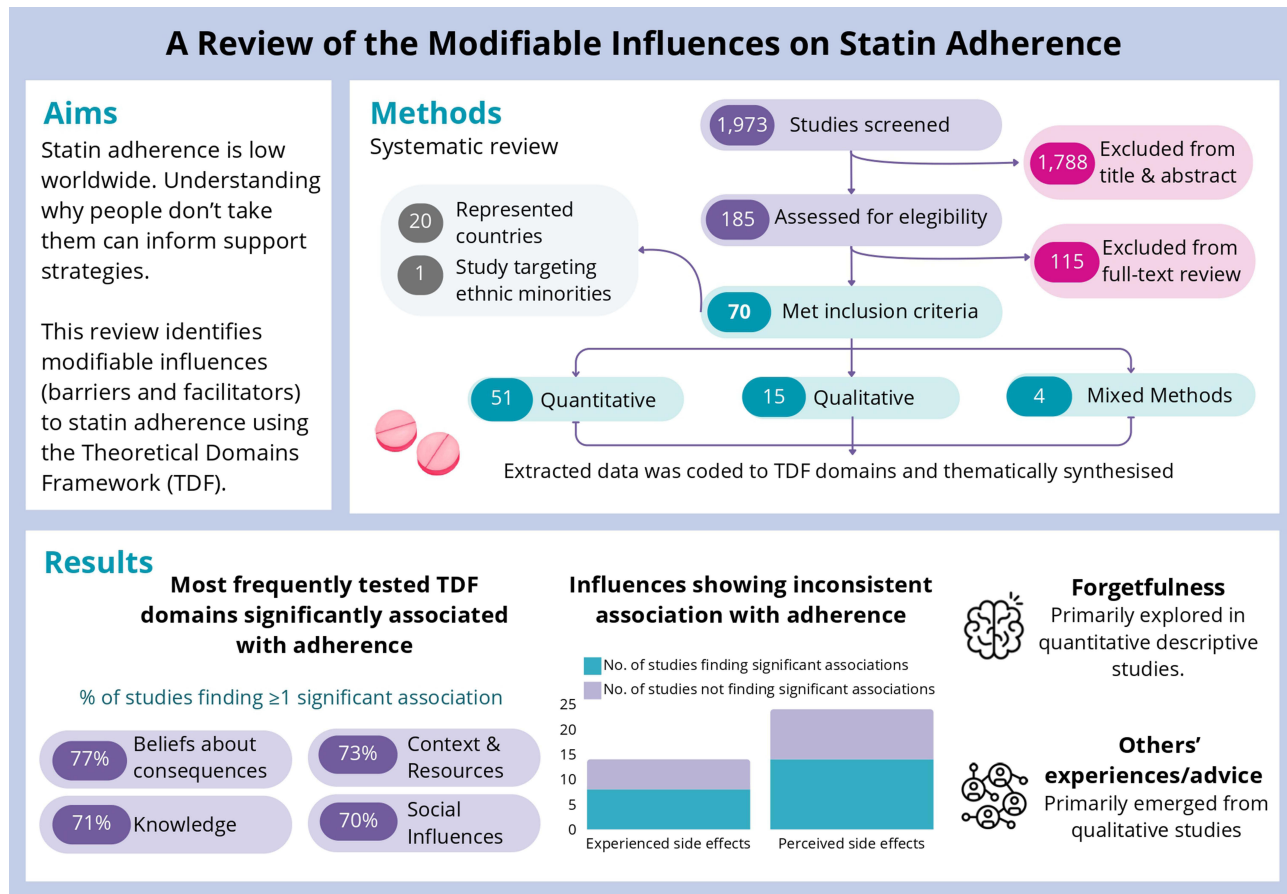 A Review of the Modifiable Influences on Statin Adherence
Aims
Statin adherence is low
worldwide. Understanding
why people don't take
them can inform support
strategies.
This review identifies
modifiable influences
(barriers and facilitators)
to statin adherence using
the Theoretical Domains
Framework (TDF).
Methods
Systematic review
1,973 Studies screened
1,788 Excluded from
title & abstract
20 Represented
countries
1 Study targeting
ethnic minorities
185 Assessed for elegibility
115 Excluded from
full-text review
70 Met inclusion criteria
51 Quantitative
15 Qualitative
4 Mixed Methods
Extracted data was coded to TDF domains and thematically synthesised
Results
Most frequently tested TDF
domains significantly associated
with adherence
% of studies finding ≥1 significant association
77% Beliefs about
consequences
73% Context &
Resources
71% Knowledge
70% Social
Influences
Influences showing inconsistent
association with adherence
No. of studies finding significant associations
No. of studies not finding significant associations
25
20
15
10
5
0
Experienced side effects
Perceived side effects
Forgetfulness
Primarily explored in
quantitative descriptive
studies.
Others'
experiences/advice
Primarily emerged from
qualitative studies